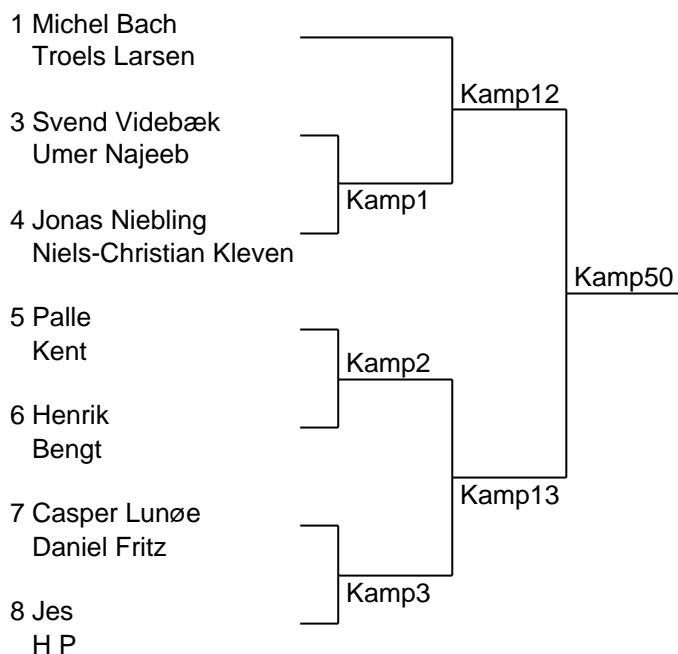 1 Michel Bach
Troels Larsen
Kamp12
3 Svend Videbæk
Umer Najeeb
Kamp1
4 Jonas Niebling
Niels-Christian Kleven
Kamp50
5 Palle
Kent
Kamp2
6 Henrik
Bengt
Kamp13
7 Casper Lunøe
Daniel Fritz
Kamp3
8 Jes
H P